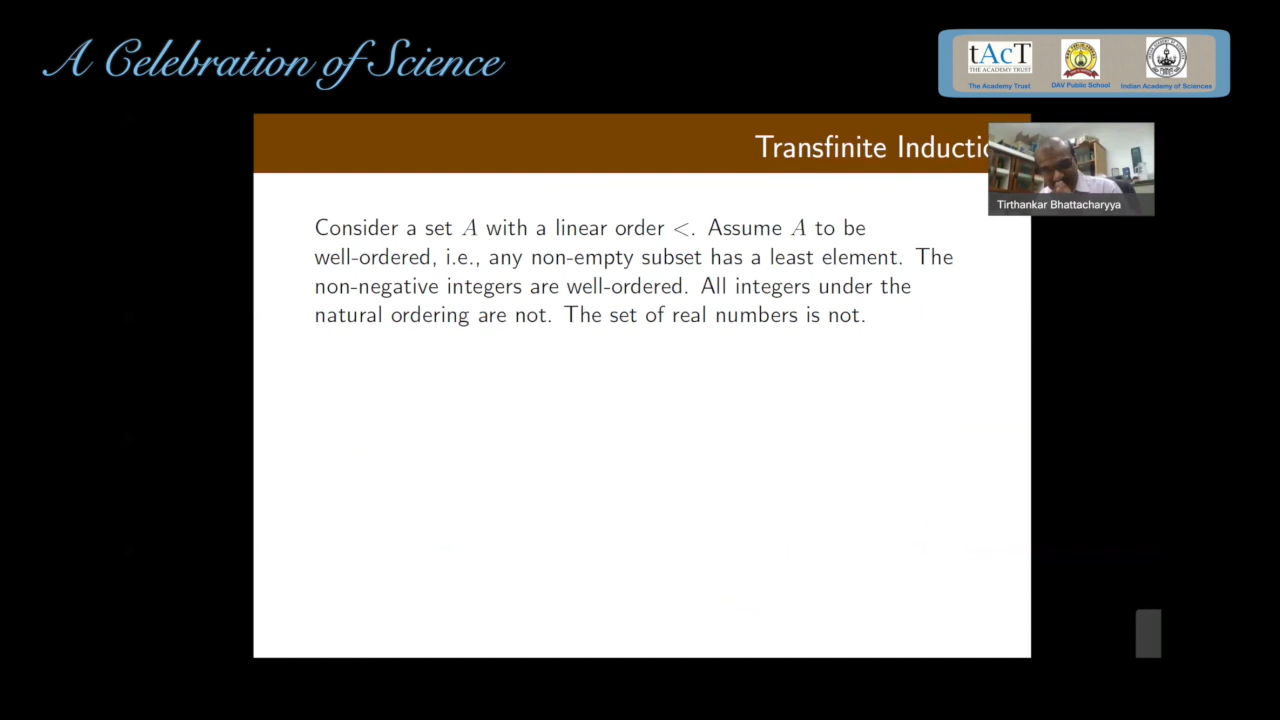 A Celebration of Science
tAcT
THE ACADEMY TRUST
The Academy Trust
DAV Public School
Indian Academy of Sciences
Transfinite Inductio
Tirthankar Bhattacharyya
Consider a set A with a linear order <. Assume A to be
well-ordered, i.e., any non-empty subset has a least element. The
non-negative integers are well-ordered. All integers under the
natural ordering are not. The set of real numbers is not.